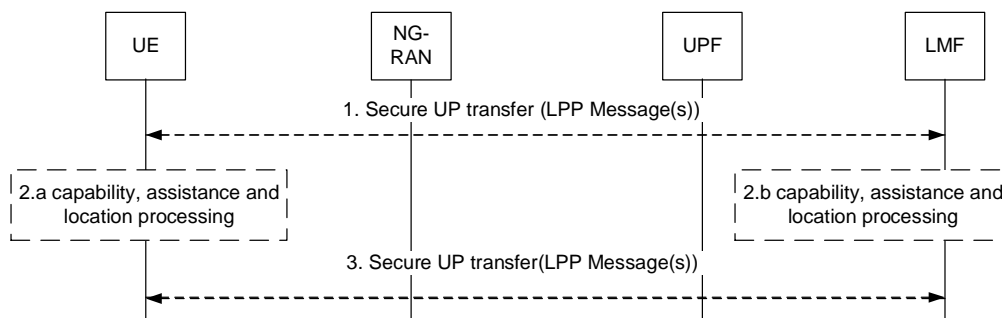 UE
NG-
RAN
UPF
LMF
1. Secure UP transfer (LPP Message(s))
2.a capability, assistance and
location processing
2.b capability, assistance and
location processing
3. Secure UP transfer(LPP Message(s))